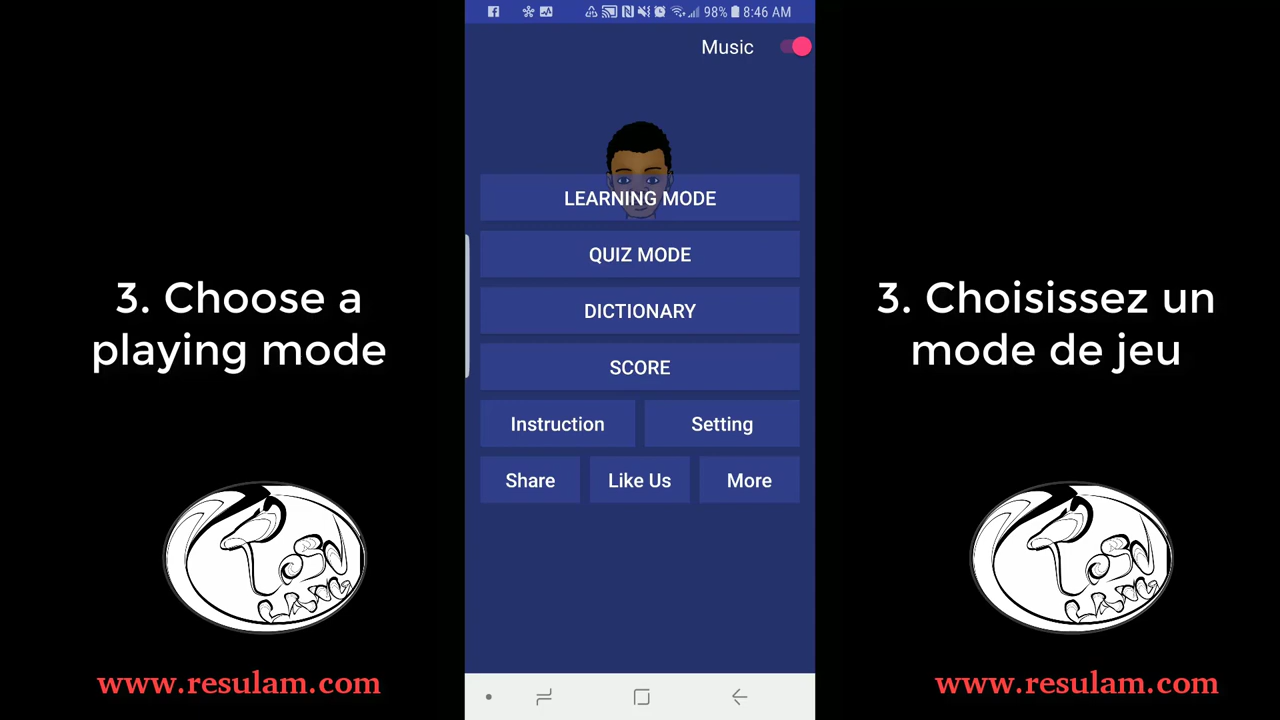 98% 8:46 AM
Music
LEARNING MODE
QUIZ MODE
DICTIONARY
SCORE
Instruction Setting
Share Like Us More
3. Choose a
playing mode
www.resulam.com
3. Choisissez un
mode de jeu
www.resulam.com